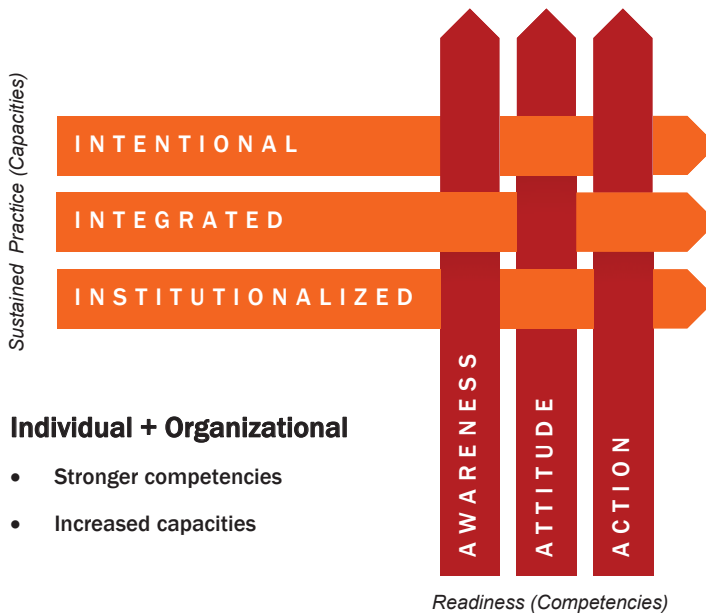 Sustained Practice (Capacities)
INTENTIONAL
INTEGRATED
INSTITUTIONALIZED
AWARENESS
ATTITUDE
ACTION
Individual + Organizational
• Stronger competencies
• Increased capacities
Readiness (Competencies)